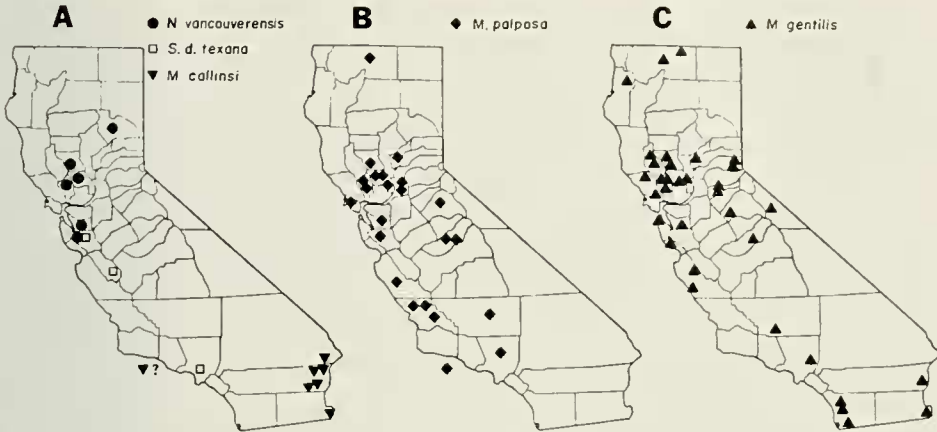 A
N vancouverensis
S. d. texana
M callinsi
?
B
M. palposa
C
M gentilis